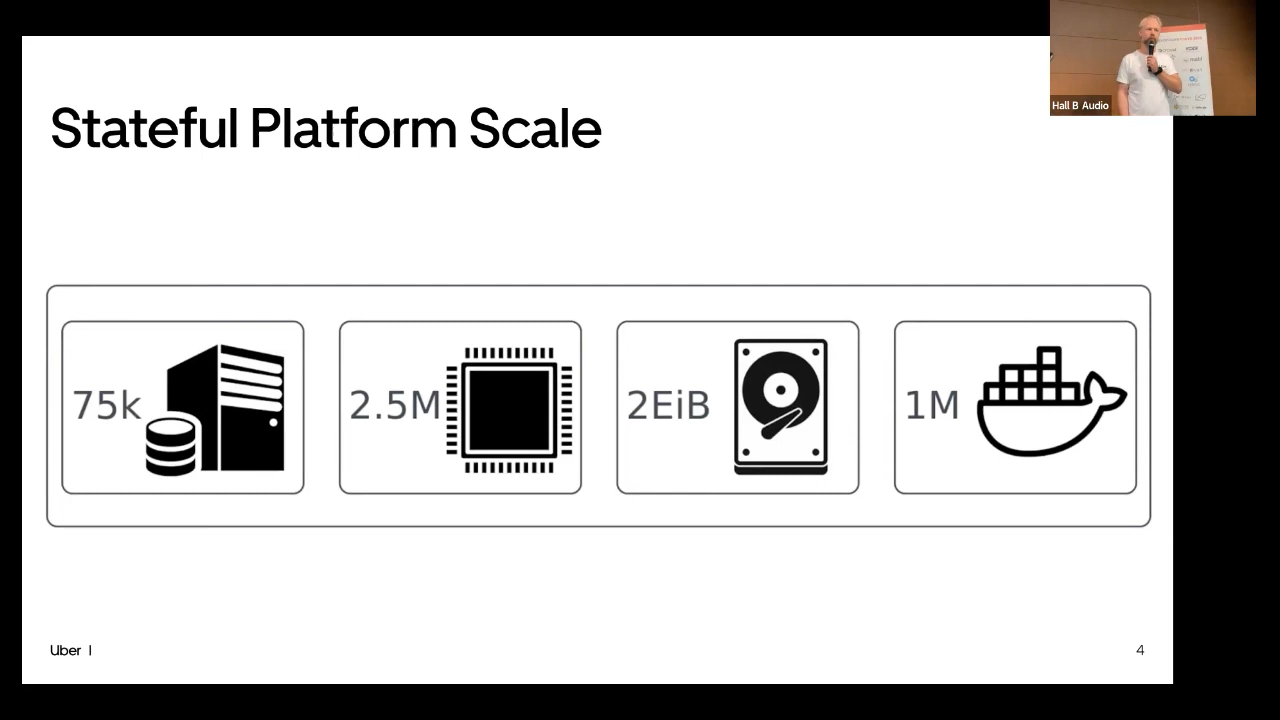 Stateful Platform Scale
75k
2.5M
2EiB
1M
Uber |
4
Hall B Audio